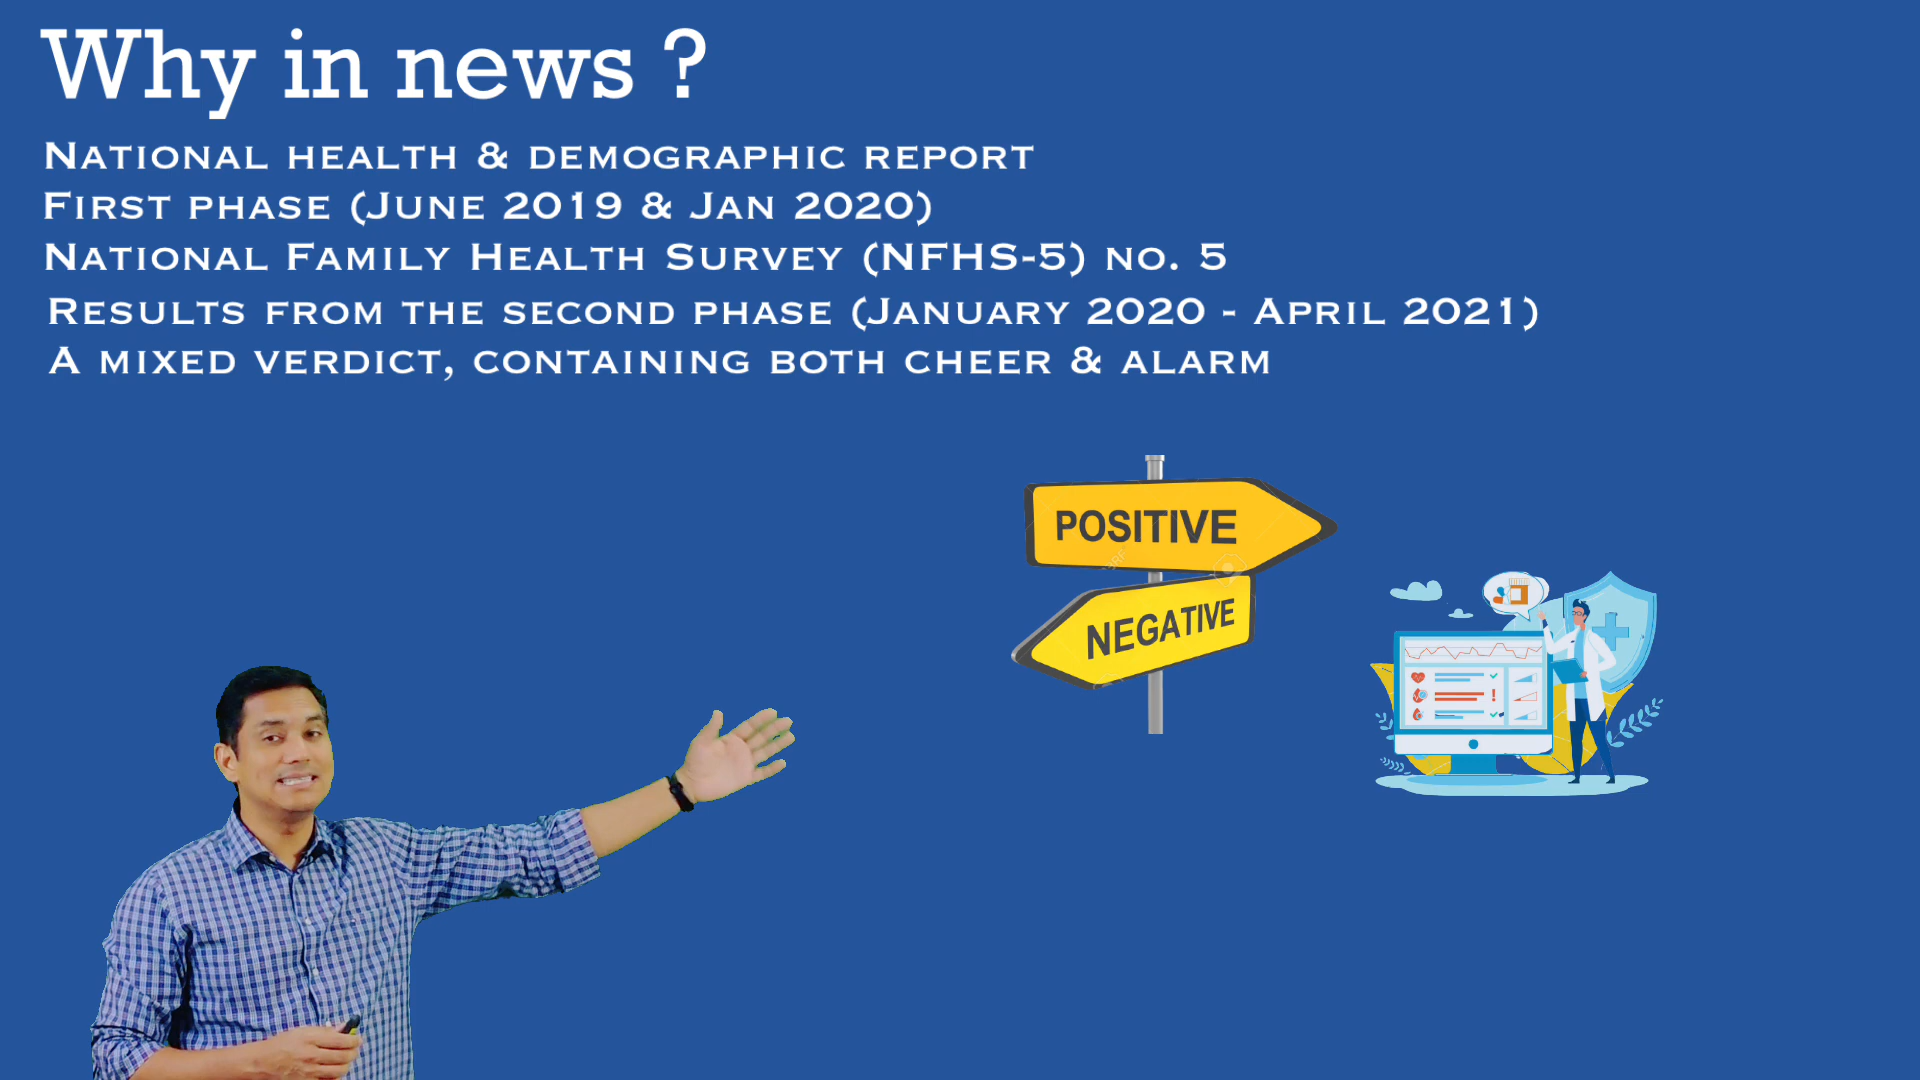 Why in news ?
National health & demographic report
First phase (June 2019 & Jan 2020)
National Family Health Survey (NFHS-5) no. 5
Results from the second phase (January 2020 - April 2021)
A mixed verdict, containing both cheer & alarm
POSITIVE
NEGATIVE